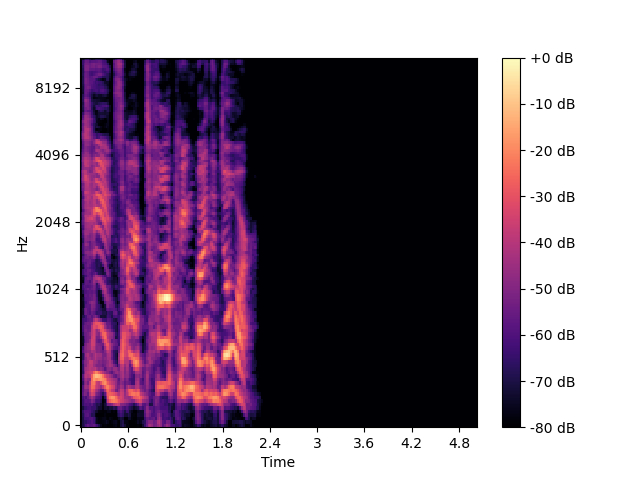 +0 dB
8192
-10 dB
4096
-20 dB
-30 dB
2048
Hz
-40 dB
1024
-50 dB
-60 dB
512
-70 dB
0
-80 dB
0 0.6 1.2 1.8 2.4 3 3.6 4.2 4.8
Time